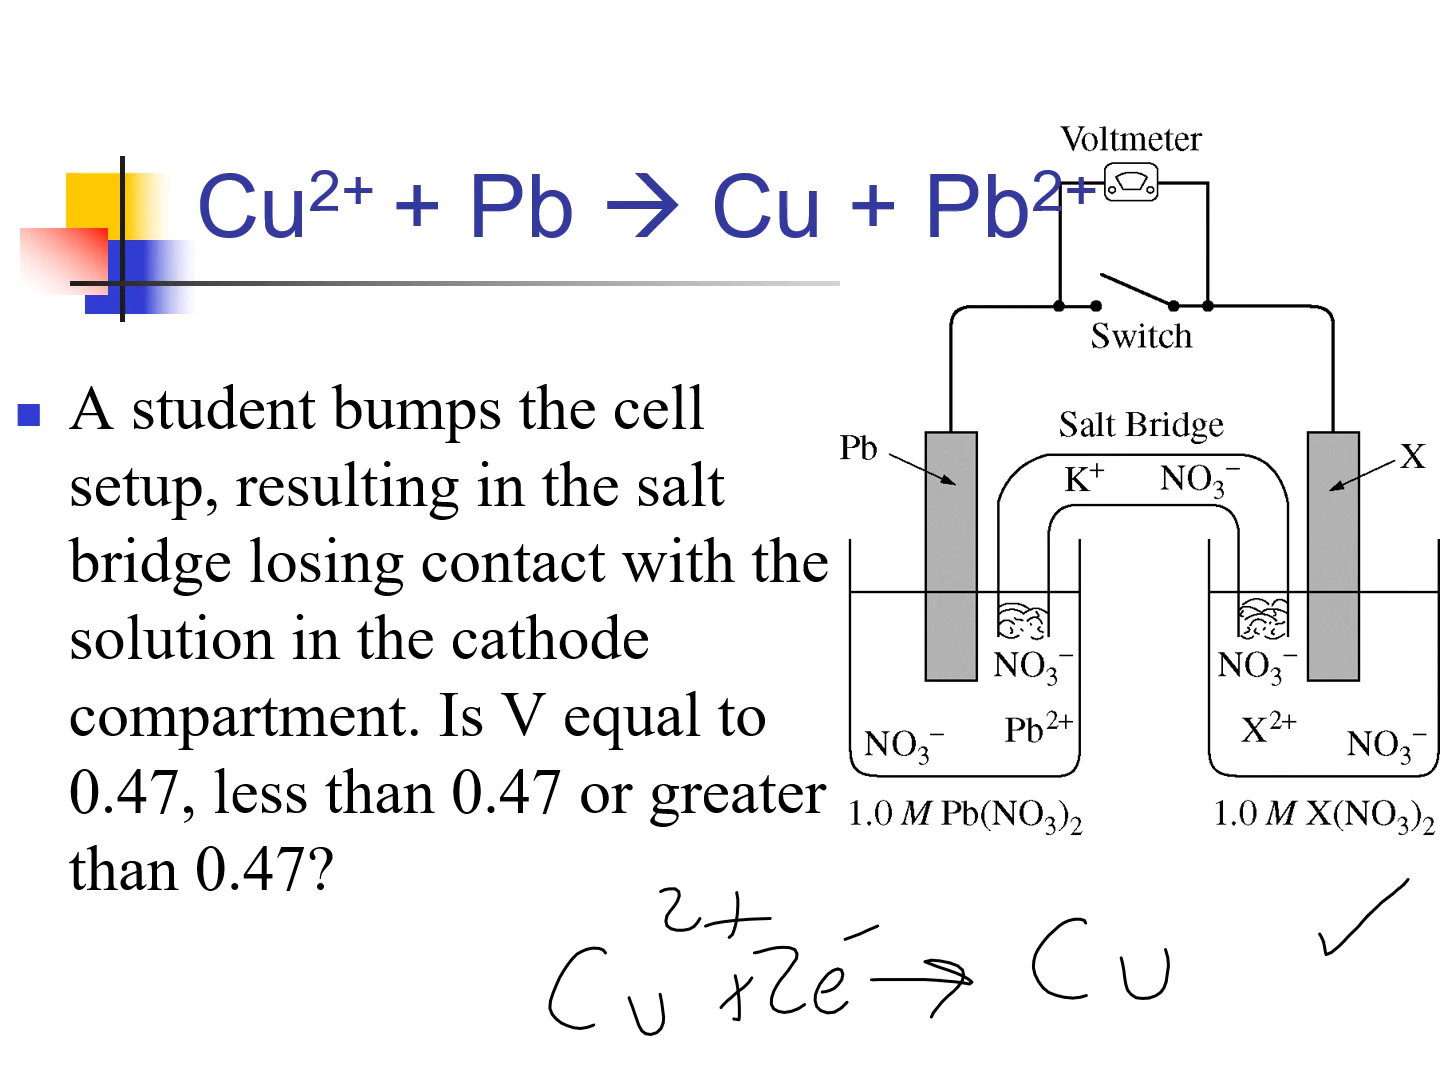 Cu²⁺ + Pb → Cu + Pb²⁺
A student bumps the cell
setup, resulting in the salt
bridge losing contact with the
solution in the cathode
compartment. Is V equal to
0.47, less than 0.47 or greater
than 0.47?
Voltmeter
Switch
Salt Bridge
Pb
K⁺ NO₃⁻
X
NO₃⁻
NO₃⁻
Pb²⁺
X²⁺
NO₃⁻
NO₃⁻
1.0 M Pb(NO₃)₂
1.0 M X(NO₃)₂
Cu²⁺ + 2e⁻ → Cu ✓